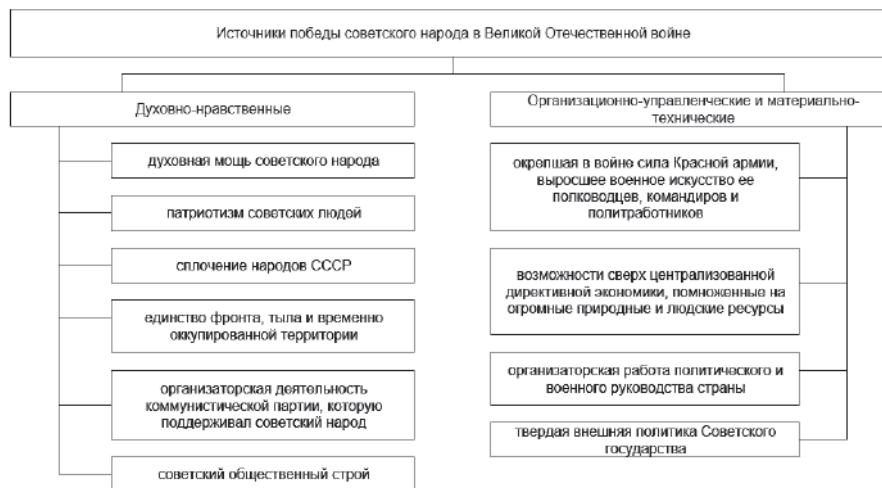 Источники победы советского народа в Великой Отечественной войне
Духовно-нравственные
духовная мощь советского народа
патриотизм советских людей
сплочение народов СССР
единство фронта, тыла и временно
оккупированной территории
организаторская деятельность
коммунистической партии, которую
поддерживал советский народ
советский общественный строй
Организационно-управленческие и материально-
технические
окрепшая в войне сила Красной армии,
выросшее военное искусство ее
полководцев, командиров и
политработников
возможности сверх централизованной
директивной экономики, помноженные на
огромные природные и людские ресурсы
организаторская работа политического и
военного руководства страны
твердая внешняя политика Советского
государства